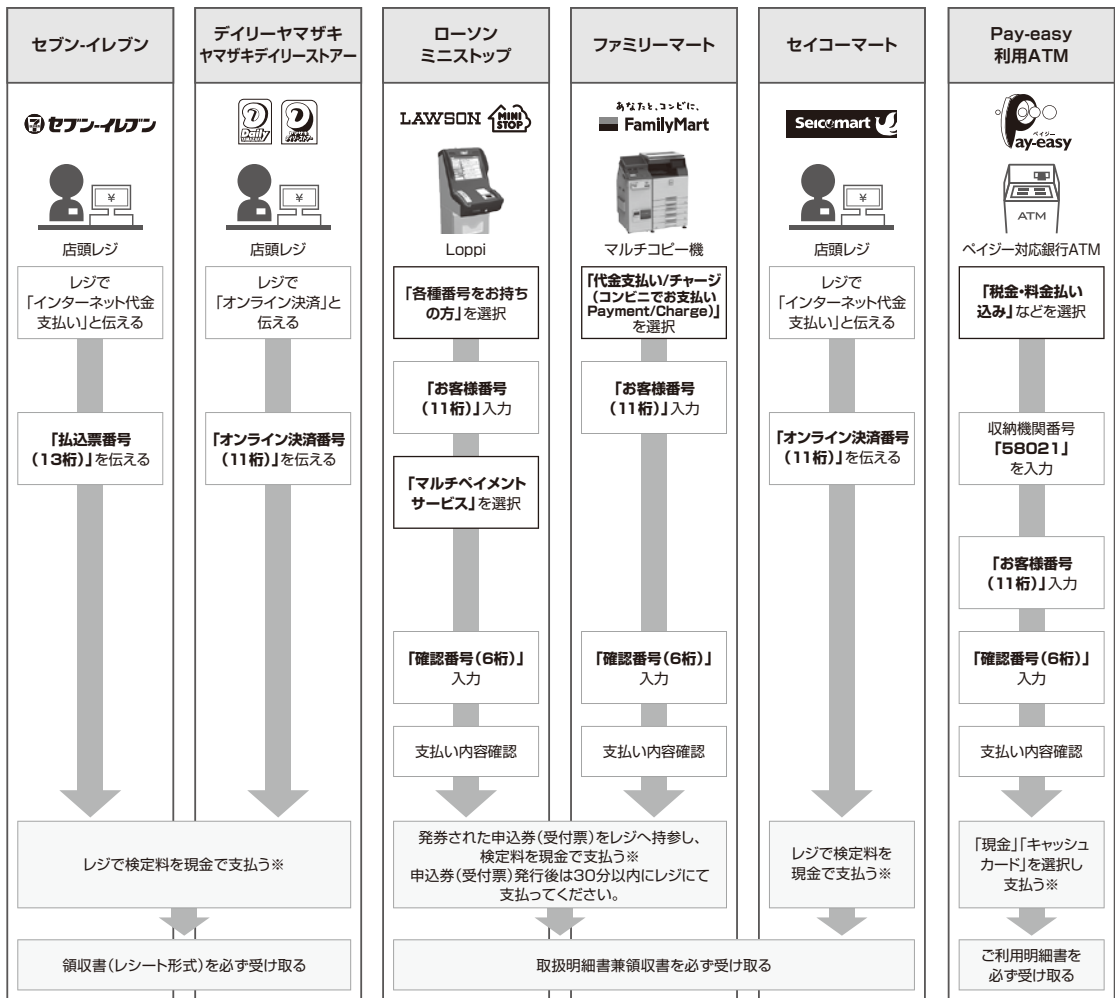 セブン-イレブン
デイリーヤマザキ
ヤマザキデイリーストアー
ローソン
ミニストップ
ファミリーマート
セイコーマート
Pay-easy
利用ATM
セブン-イレブン
Daily
LAWSON
MINI
STOP
あなたと、コンビに、
FamilyMart
Seicomart
ペイジー
Pay-easy
¥
¥
¥
ATM
店頭レジ
店頭レジ
Loppi
マルチコピー機
店頭レジ
ペイジー対応銀行ATM
レジで
「インターネット代金
支払い」と伝える
レジで
「オンライン決済」と
伝える
「各種番号をお持ち
の方」を選択
「代金支払い/チャージ
(コンビニでお支払い
Payment/Charge)」
を選択
レジで
「インターネット代金
支払い」と伝える
「税金・料金払い
込み」などを選択
「お客様番号
(11桁)」入力
「お客様番号
(11桁)」入力
「払込票番号
(13桁)」を伝える
「オンライン決済番号
(11桁)」を伝える
「マルチペイメント
サービス」を選択
「オンライン決済番号
(11桁)」を伝える
収納機関番号
「58021」
を入力
「お客様番号
(11桁)」入力
「確認番号(6桁)」
入力
「確認番号(6桁)」
入力
「確認番号(6桁)」
入力
支払い内容確認
支払い内容確認
支払い内容確認
レジで検定料を現金で支払う※
発券された申込券(受付票)をレジへ持参し、
検定料を現金で支払う※
申込券(受付票)発行後は30分以内にレジにて
支払ってください。
レジで検定料を
現金で支払う※
「現金」「キャッシュ
カード」を選択し
支払う※
領収書(レシート形式)を必ず受け取る
取扱明細書兼領収書を必ず受け取る
ご利用明細書を
必ず受け取る